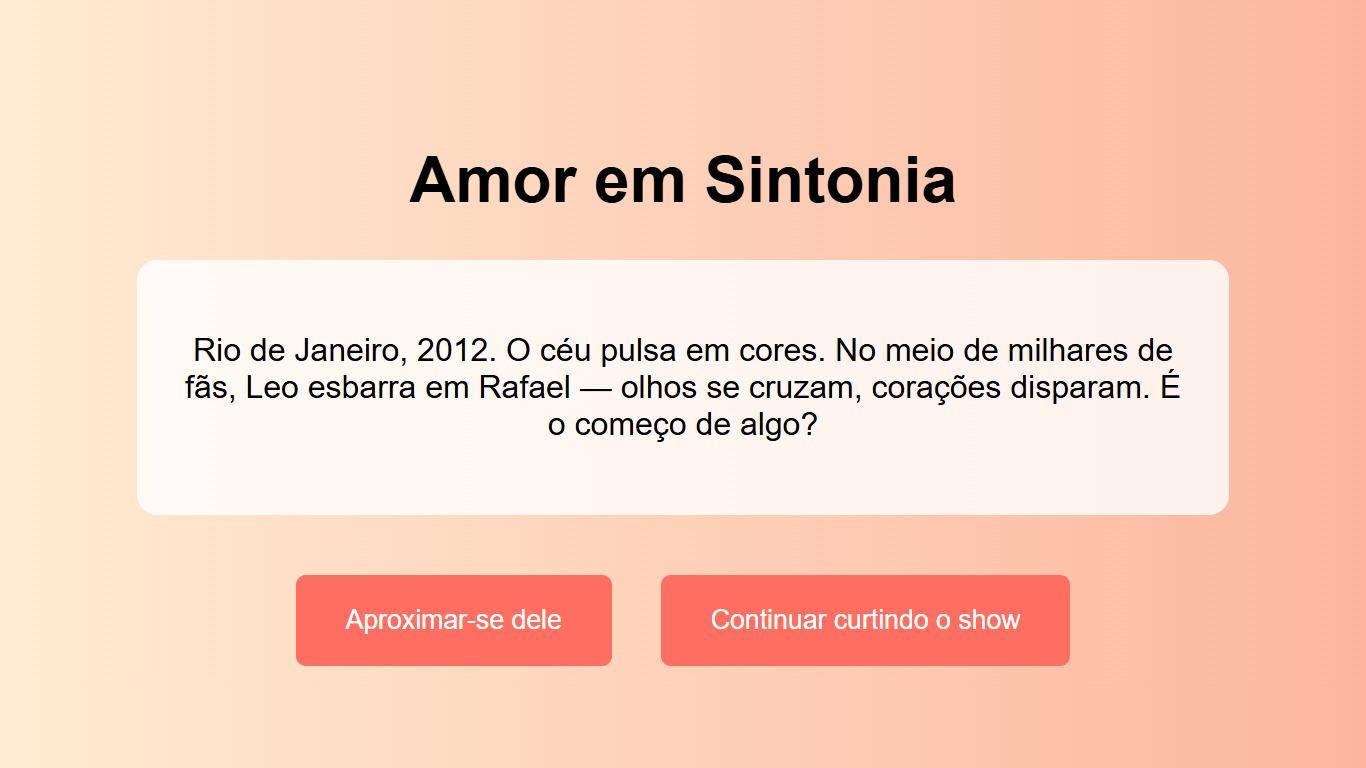 Amor em Sintonia
Rio de Janeiro, 2012. O céu pulsa em cores. No meio de milhares de
fãs, Leo esbarra em Rafael — olhos se cruzam, corações disparam. É
o começo de algo?
Aproximar-se dele
Continuar curtindo o show